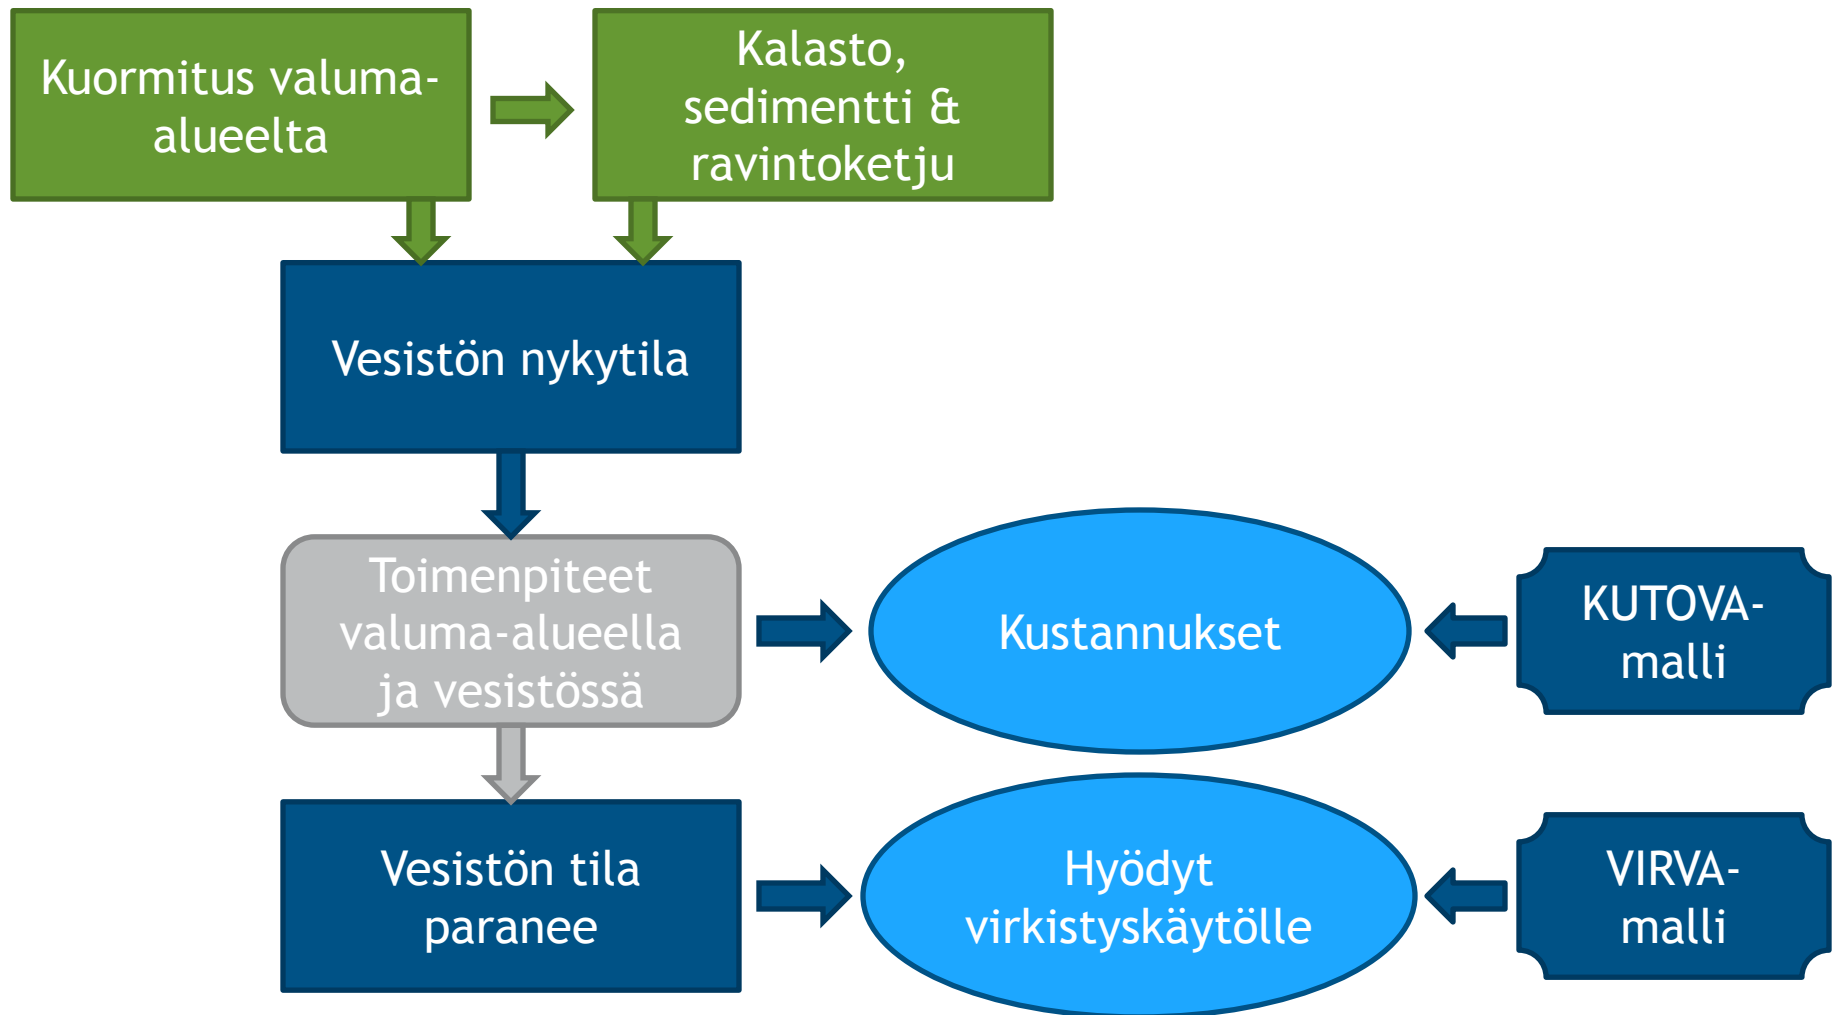 Kuormitus valuma-
alueelta
Kalasto,
sedimentti &
ravintoketju
Vesistön nykytila
Toimenpiteet
valuma-alueella
ja vesistössä
Kustannukset
KUTOVA-
malli
Vesistön tila
paranee
Hyödyt
virkistyskäytölle
VIRVA-
malli